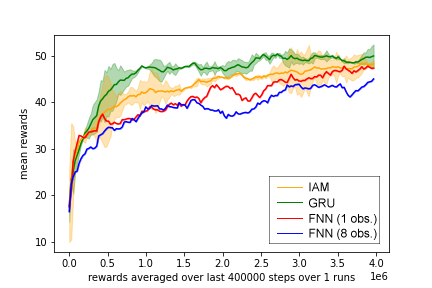 50
40
30
20
10
mean rewards
IAM
GRU
FNN (1 obs.)
FNN (8 obs.)
0.0 0.5 1.0 1.5 2.0 2.5 3.0 3.5 4.0
1e6
rewards averaged over last 400000 steps over 1 runs